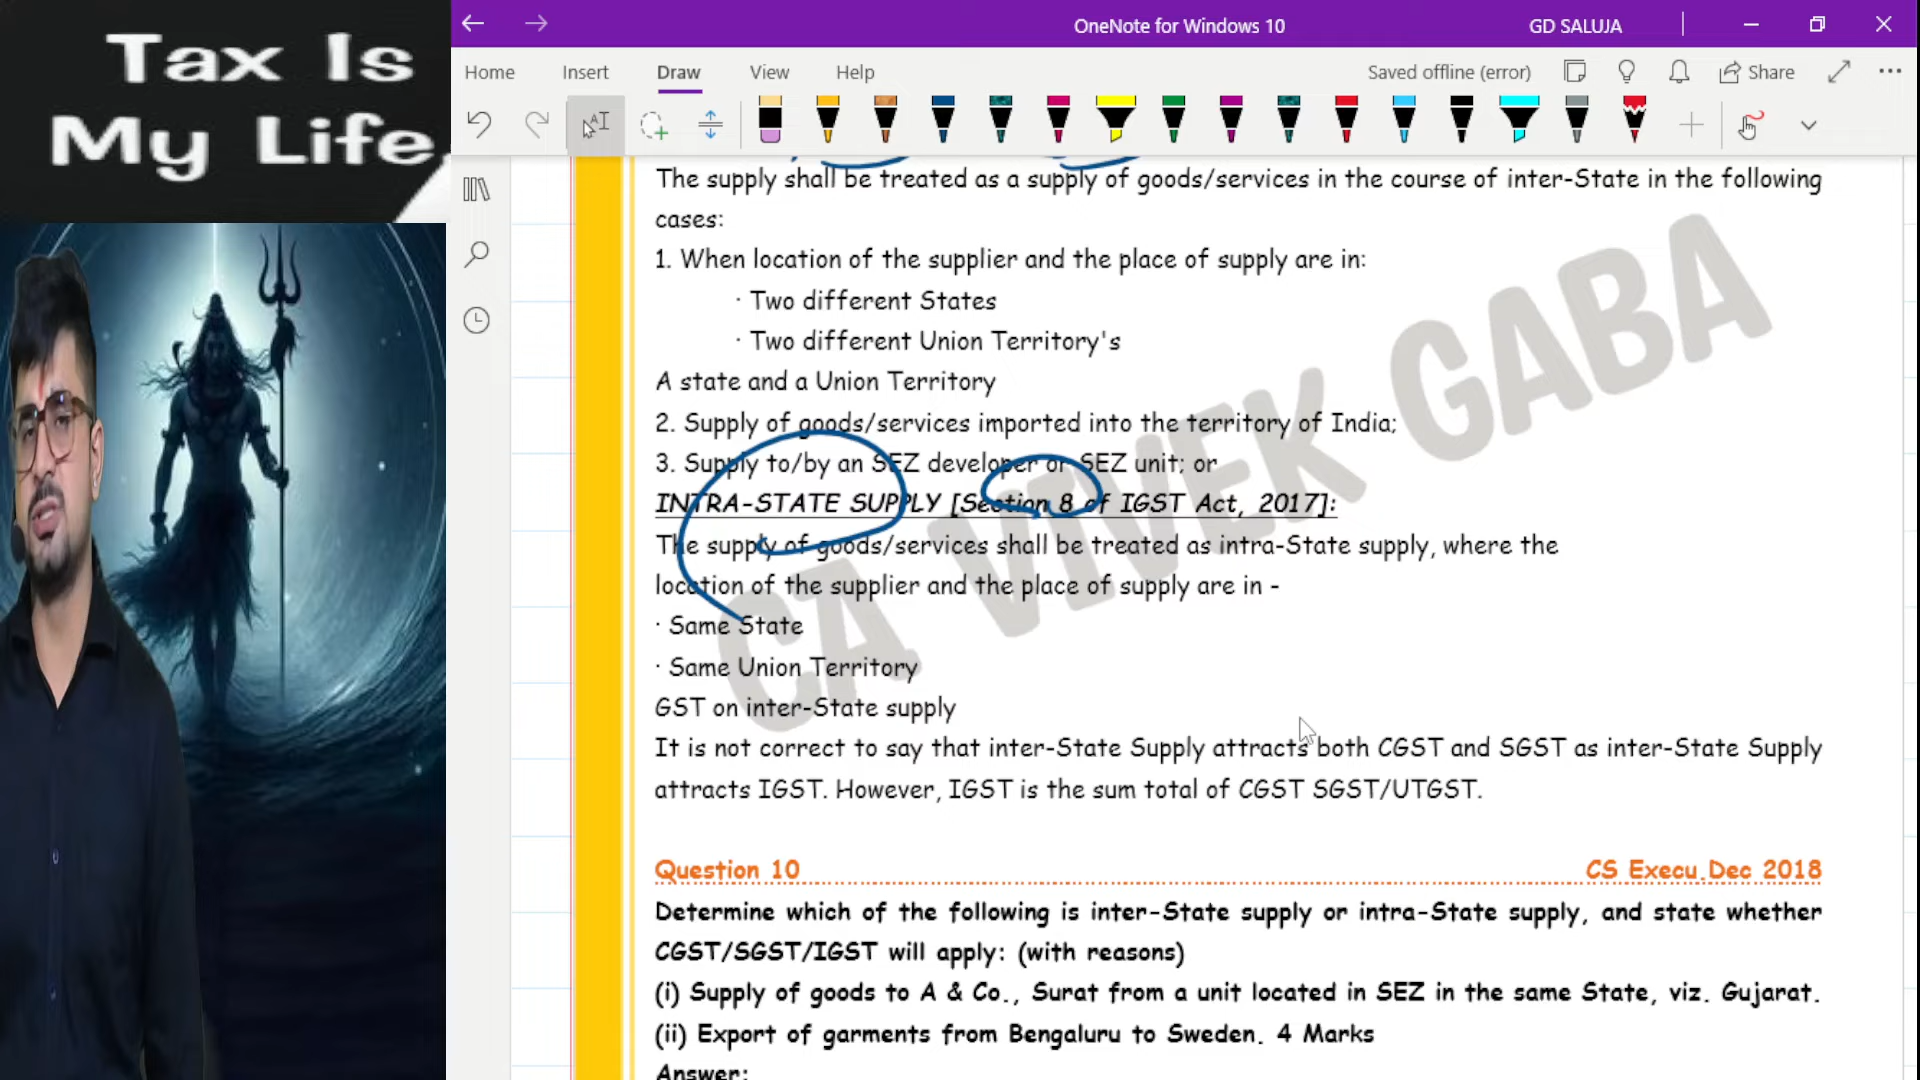 Tax Is
My Life,
OneNote for Windows 10
GD SALUJA
Home
Insert
Draw
View
Help
Saved offline (error)
Share
The supply shall be treated as a supply of goods/services in the course of inter-State in the following
cases:
1. When location of the supplier and the place of supply are in:
· Two different States
· Two different Union Territory's
A state and a Union Territory
2. Supply of goods/services imported into the territory of India;
3. Supply to/by an SEZ developer or SEZ unit; or
INTRA-STATE SUPPLY [Section 8 of IGST Act, 2017]:
The supply of goods/services shall be treated as intra-State supply, where the
location of the supplier and the place of supply are in -
· Same State
· Same Union Territory
GST on inter-State supply
It is not correct to say that inter-State Supply attracts both CGST and SGST as inter-State Supply
attracts IGST. However, IGST is the sum total of CGST SGST/UTGST.
CA VIVEK GABA
Question 10
CS Execu.Dec 2018
Determine which of the following is inter-State supply or intra-State supply, and state whether
CGST/SGST/IGST will apply: (with reasons)
(i) Supply of goods to A & Co., Surat from a unit located in SEZ in the same State, viz. Gujarat.
(ii) Export of garments from Bengaluru to Sweden. 4 Marks
Answer: